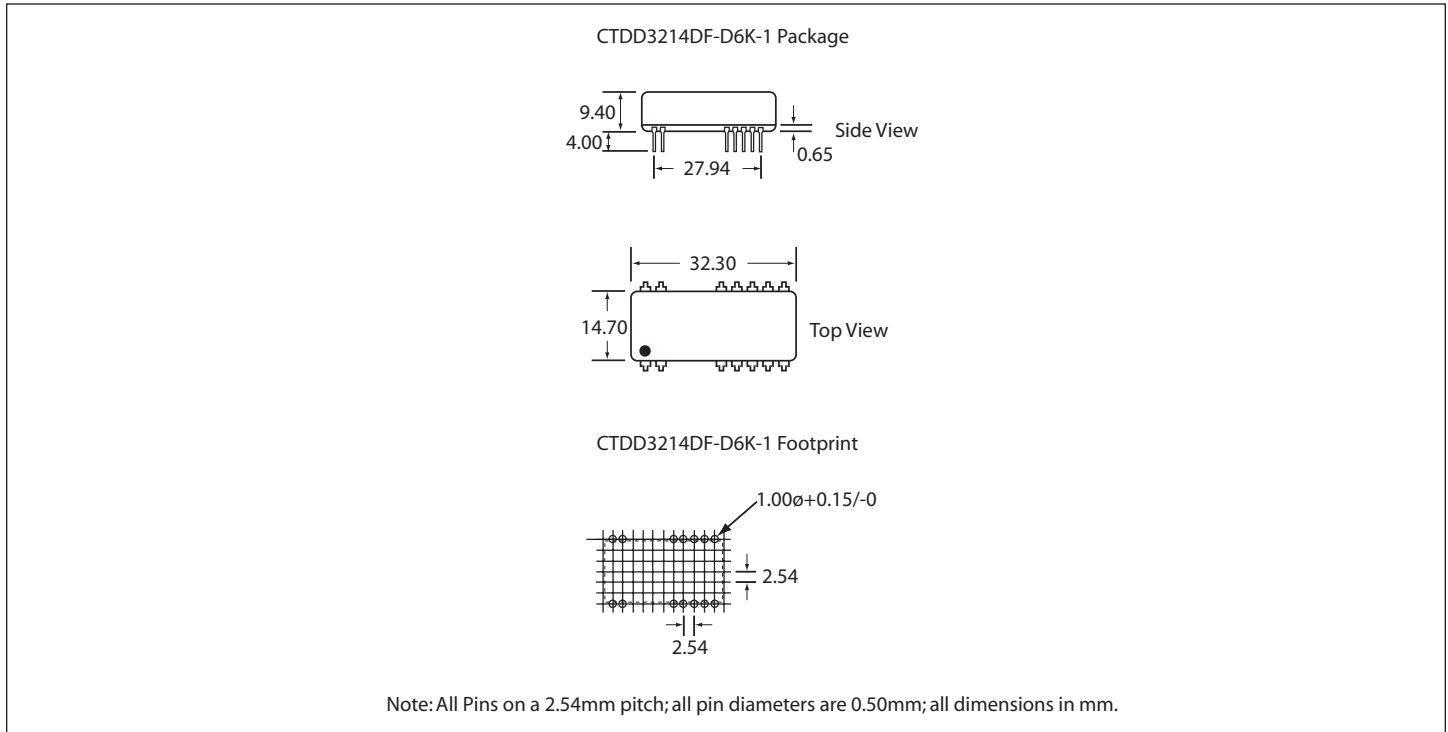 CTDD3214DF-D6K-1 Package
9.40
4.00
27.94
0.65
Side View
32.30
14.70
Top View
CTDD3214DF-D6K-1 Footprint
1.00ø+0.15/-0
2.54
2.54
Note: All Pins on a 2.54mm pitch; all pin diameters are 0.50mm; all dimensions in mm.